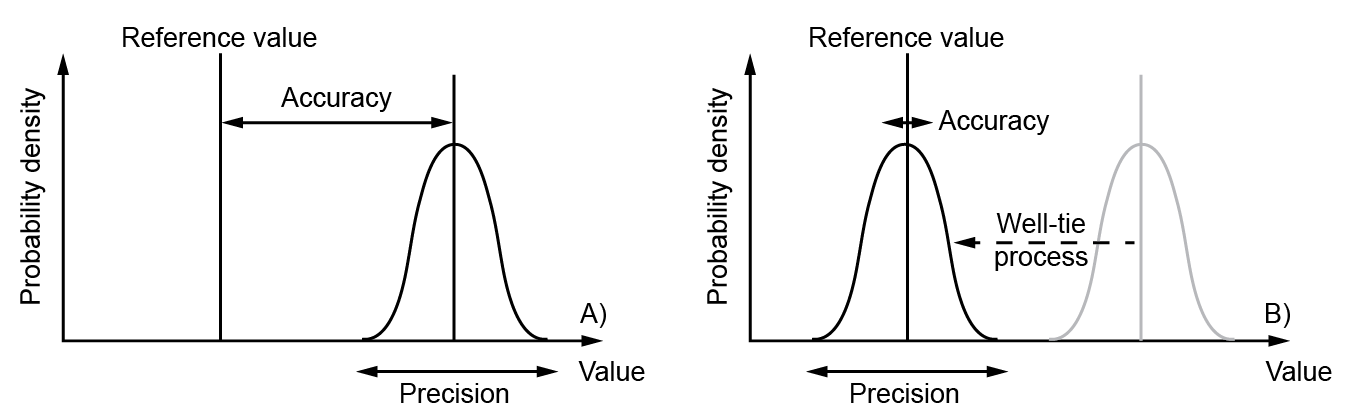 Reference value
Accuracy
Probability density
A)
Value
Precision
Reference value
Accuracy
Well-tie
process
Probability density
B)
Value
Precision